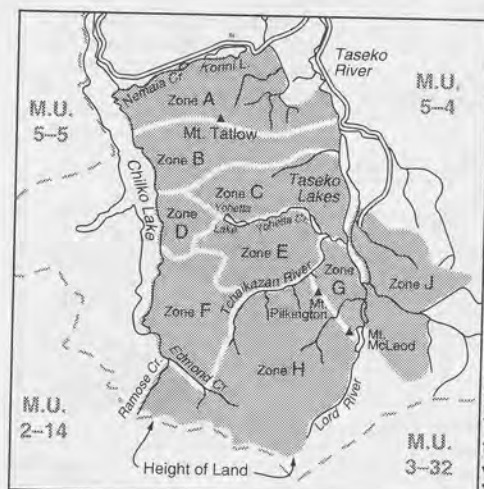 Taseko
River
Konni L.
Nemaia Cr.
Zone A
M.U.
5–5
M.U.
5–4
Mt. Tatlow
Zone B
Chilko Lake
Zone C
Taseko
Lakes
Zone
D
Yohetta
Lake
Yohetta Cr.
Zone E
Tchaikazan River
Zone
G
Zone J
Zone F
Mt.
Pilkington
Mt.
McLeod
Edmond Cr.
Zone H
Ramose Cr.
Lord River
M.U.
2–14
M.U.
3–32
Height of Land